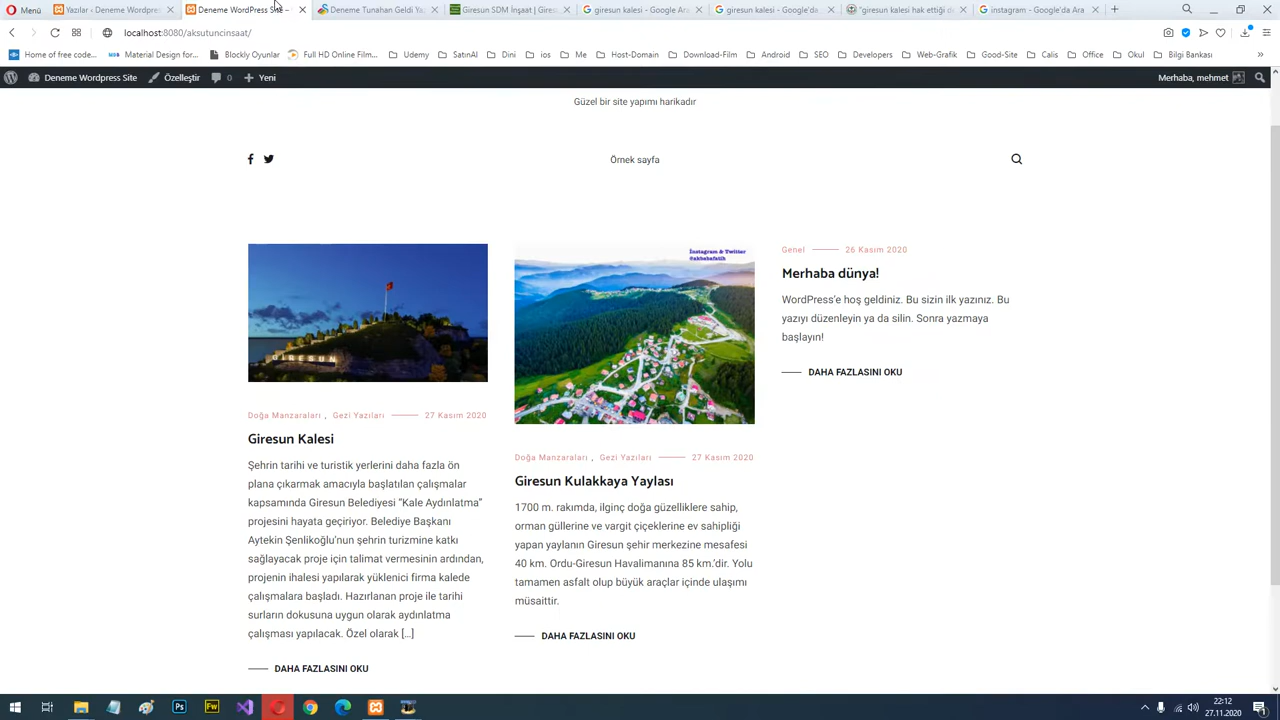 Menü
Yazılar ‹ Deneme Wordpres
Deneme WordPress Site –
Deneme Tunahan Geldi Ya
Giresun SDM İnşaat | Gires
giresun kalesi - Google Ara
giresun kalesi - Google'da
"giresun kalesi hak ettiği d
instagram - Google'da Ara
localhost:8080/aksutuncinsaat/
Home of free code...
Material Design for...
Blockly Oyunlar
Full HD Online Film...
Udemy
SatınAl
Dini
ios
Me
Host-Domain
Download-Film
Android
SEO
Developers
Web-Grafik
Good-Site
Calis
Office
Okul
Bilgi Bankası
Deneme WordPress Site
Özelleştir
0
Yeni
Merhaba, mehmet
Güzel bir site yapımı harikadır
Örnek sayfa
GİRESUN
Doğa Manzaraları , Gezi Yazıları 27 Kasım 2020
Giresun Kalesi
Şehrin tarihi ve turistik yerlerini daha fazla ön
plana çıkarmak amacıyla başlatılan çalışmalar
kapsamında Giresun Belediyesi “Kale Aydınlatma”
projesini hayata geçiriyor. Belediye Başkanı
Aytekin Şenlikoğlu’nun şehrin turizmine katkı
sağlayacak proje için talimat vermesinin ardından,
projenin ihalesi yapılarak yüklenici firma kalede
çalışmalara başladı. Hazırlanan proje ile tarihi
surların dokusuna uygun olarak aydınlatma
çalışması yapılacak. Özel olarak […]
DAHA FAZLASINI OKU
İnstagram & Twitter
@akbabafatih
Doğa Manzaraları , Gezi Yazıları 27 Kasım 2020
Giresun Kulakkaya Yaylası
1700 m. rakımda, ilginç doğa güzelliklere sahip,
orman güllerine ve vargit çiçeklerine ev sahipliği
yapan yaylanın Giresun şehir merkezine mesafesi
40 km. Ordu-Giresun Havalimanına 85 km.’dir. Yolu
tamamen asfalt olup büyük araçlar içinde ulaşımı
müsaittir.
DAHA FAZLASINI OKU
Genel 26 Kasım 2020
Merhaba dünya!
WordPress’e hoş geldiniz. Bu sizin ilk yazınız. Bu
yazıyı düzenleyin ya da silin. Sonra yazmaya
başlayın!
DAHA FAZLASINI OKU
Ps
Fw
22:12
27.11.2020